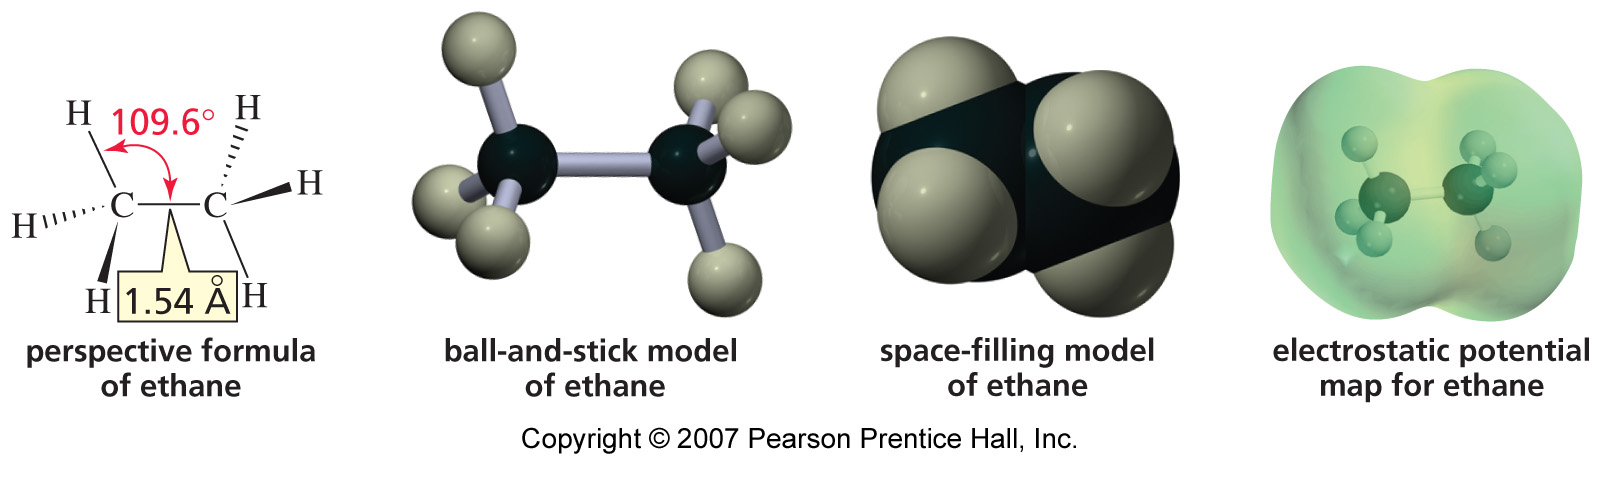 H
109.6°
H
H
C
C
H
H
H
1.54 Å
H
perspective formula
of ethane
ball-and-stick model
of ethane
space-filling model
of ethane
electrostatic potential
map for ethane
Copyright © 2007 Pearson Prentice Hall, Inc.